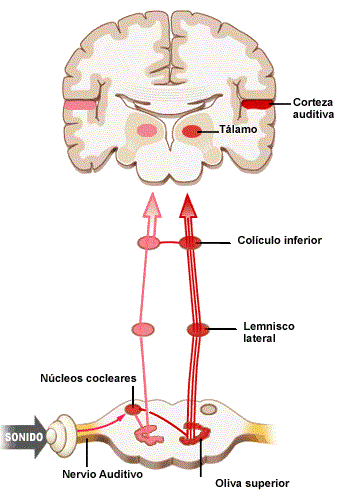 Corteza
auditiva
Tálamo
Colículo inferior
Lemnisco
lateral
Núcleos cocleares
SONIDO
Nervio Auditivo
Oliva superior